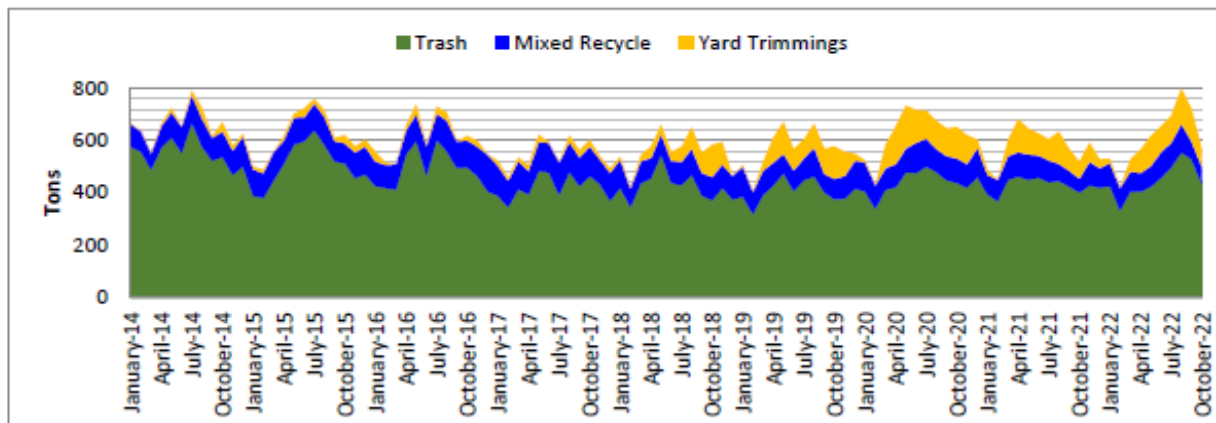 Trash Mixed Recycle Yard Trimmings
800
600
400
200
0
Tons
January-14
April-14
July-14
October-14
January-15
April-15
July-15
October-15
January-16
April-16
July-16
October-16
January-17
April-17
July-17
October-17
January-18
April-18
July-18
October-18
January-19
April-19
July-19
October-19
January-20
April-20
July-20
October-20
January-21
April-21
July-21
October-21
January-22
April-22
July-22
October-22